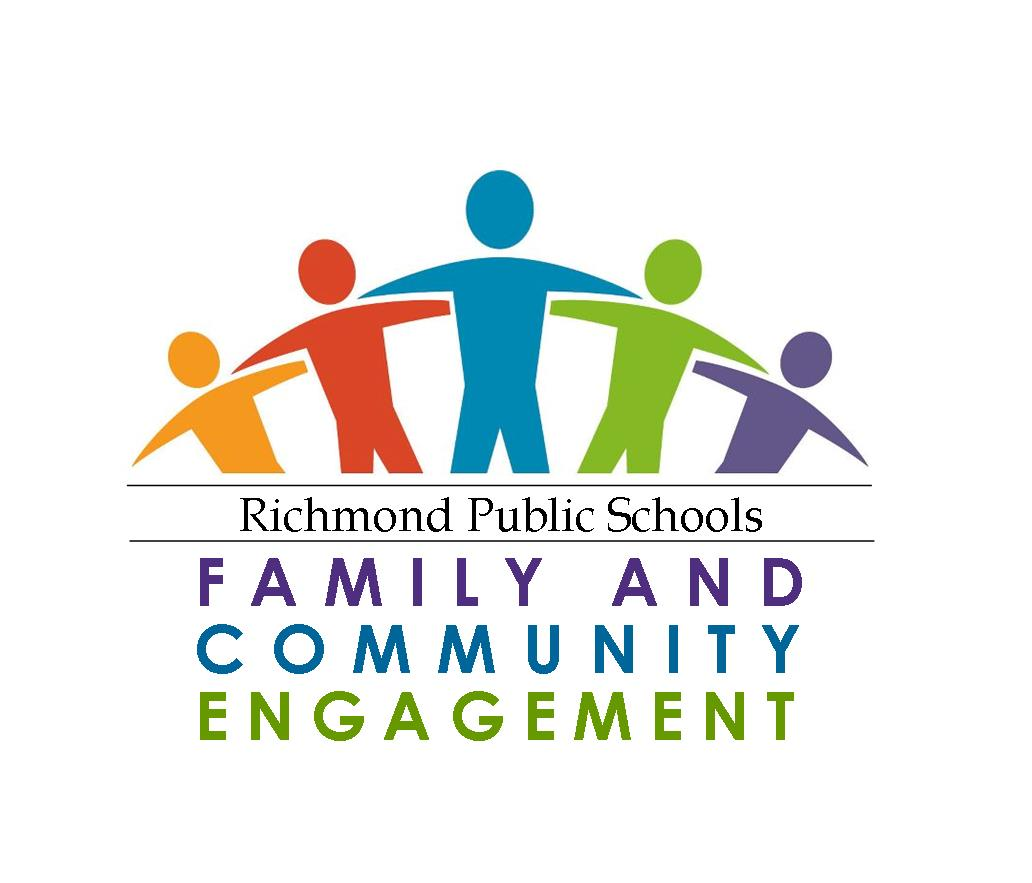 Richmond Public Schools
FAMILY AND
COMMUNITY
ENGAGEMENT